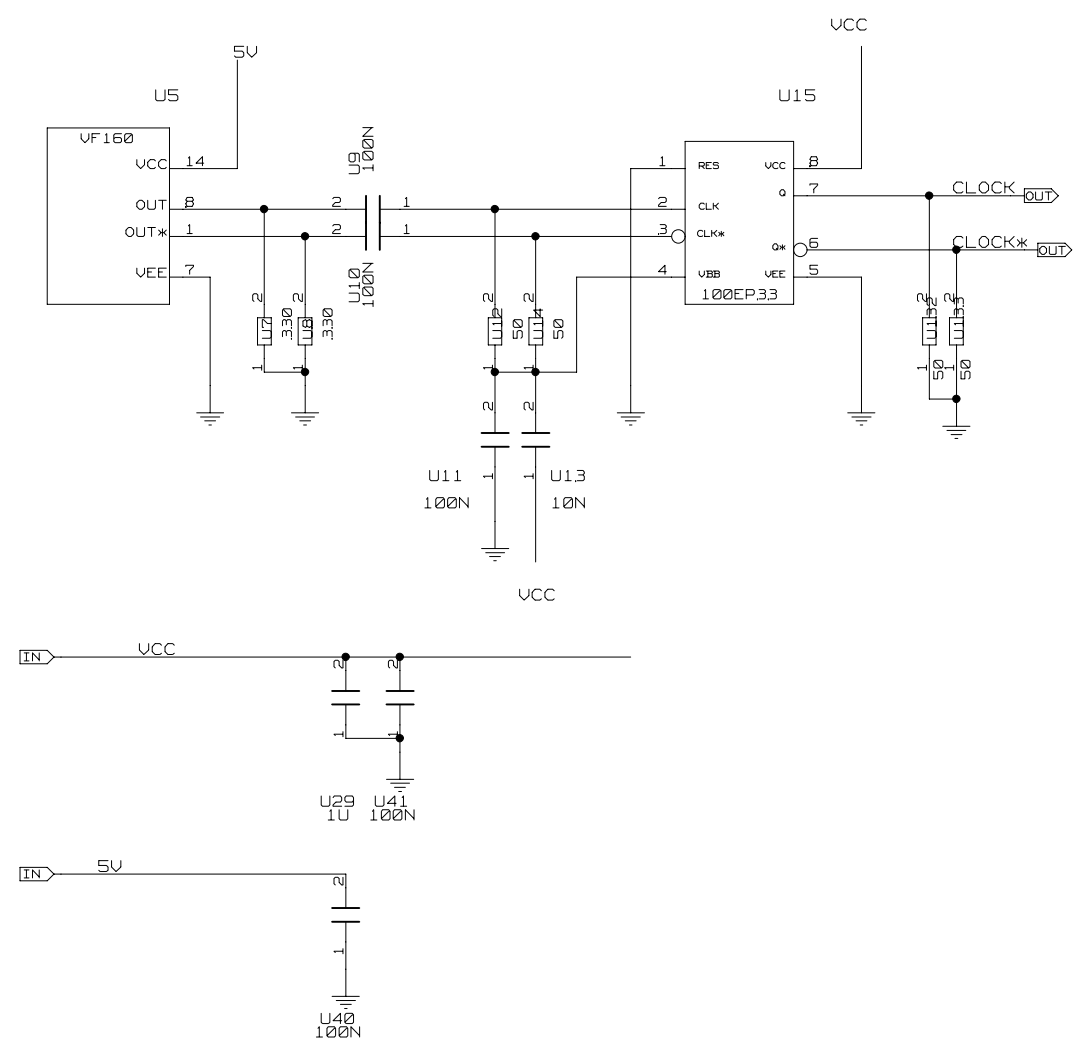 VCC
5V
U5
U15
VF160
VCC 14
OUT 8
OUT* 1
VEE 7
U9
100N
2 1
2 1
U10
100N
1 RES
2 CLK
3 CLK*
4 VBB
VCC 8
Q 7
Q* 6
VEE 5
100EP33
CLOCK OUT
CLOCK* OUT
2 U7 330 1
2 U8 330 1
2 U12 50 1
2 U14 50 1
2 U132 50 1
2 U133 50 1
2 2
1 1
U11
100N
U13
10N
VCC
IN VCC
2 2
1 1
U29 U41
1U 100N
IN 5V
2
1
U40
100N